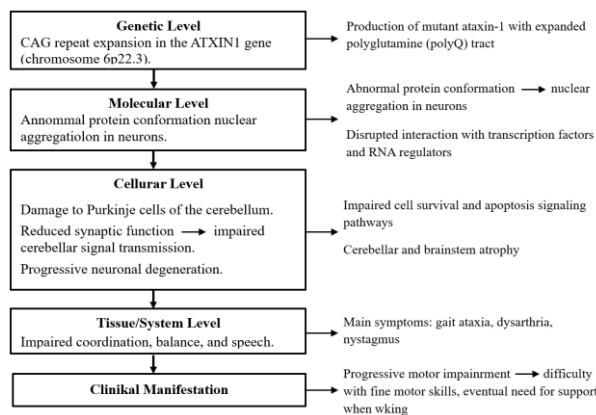 Genetic Level
CAG repeat expansion in the ATXIN1 gene
(chromosome 6p22.3).
Production of mutant ataxin-1 with expanded
polyglutamine (polyQ) tract
Molecular Level
Annommal protein conformation nuclear
aggregatiolon in neurons.
Abnormal protein conformation → nuclear
aggregation in neurons
Disrupted interaction with transcription factors
and RNA regulators
Cellurar Level
Damage to Purkinje cells of the cerebellum.
Reduced synaptic function → impaired
cerebellar signal transmission.
Progressive neuronal degeneration.
Impaired cell survival and apoptosis signaling
pathways
Cerebellar and brainstem atrophy
Tissue/System Level
Impaired coordination, balance, and speech.
Main symptoms: gait ataxia, dysarthria,
nystagmus
Clinikal Manifestation
Progressive motor impainrment → difficulty
with fine motor skills, eventual need for support
when wking